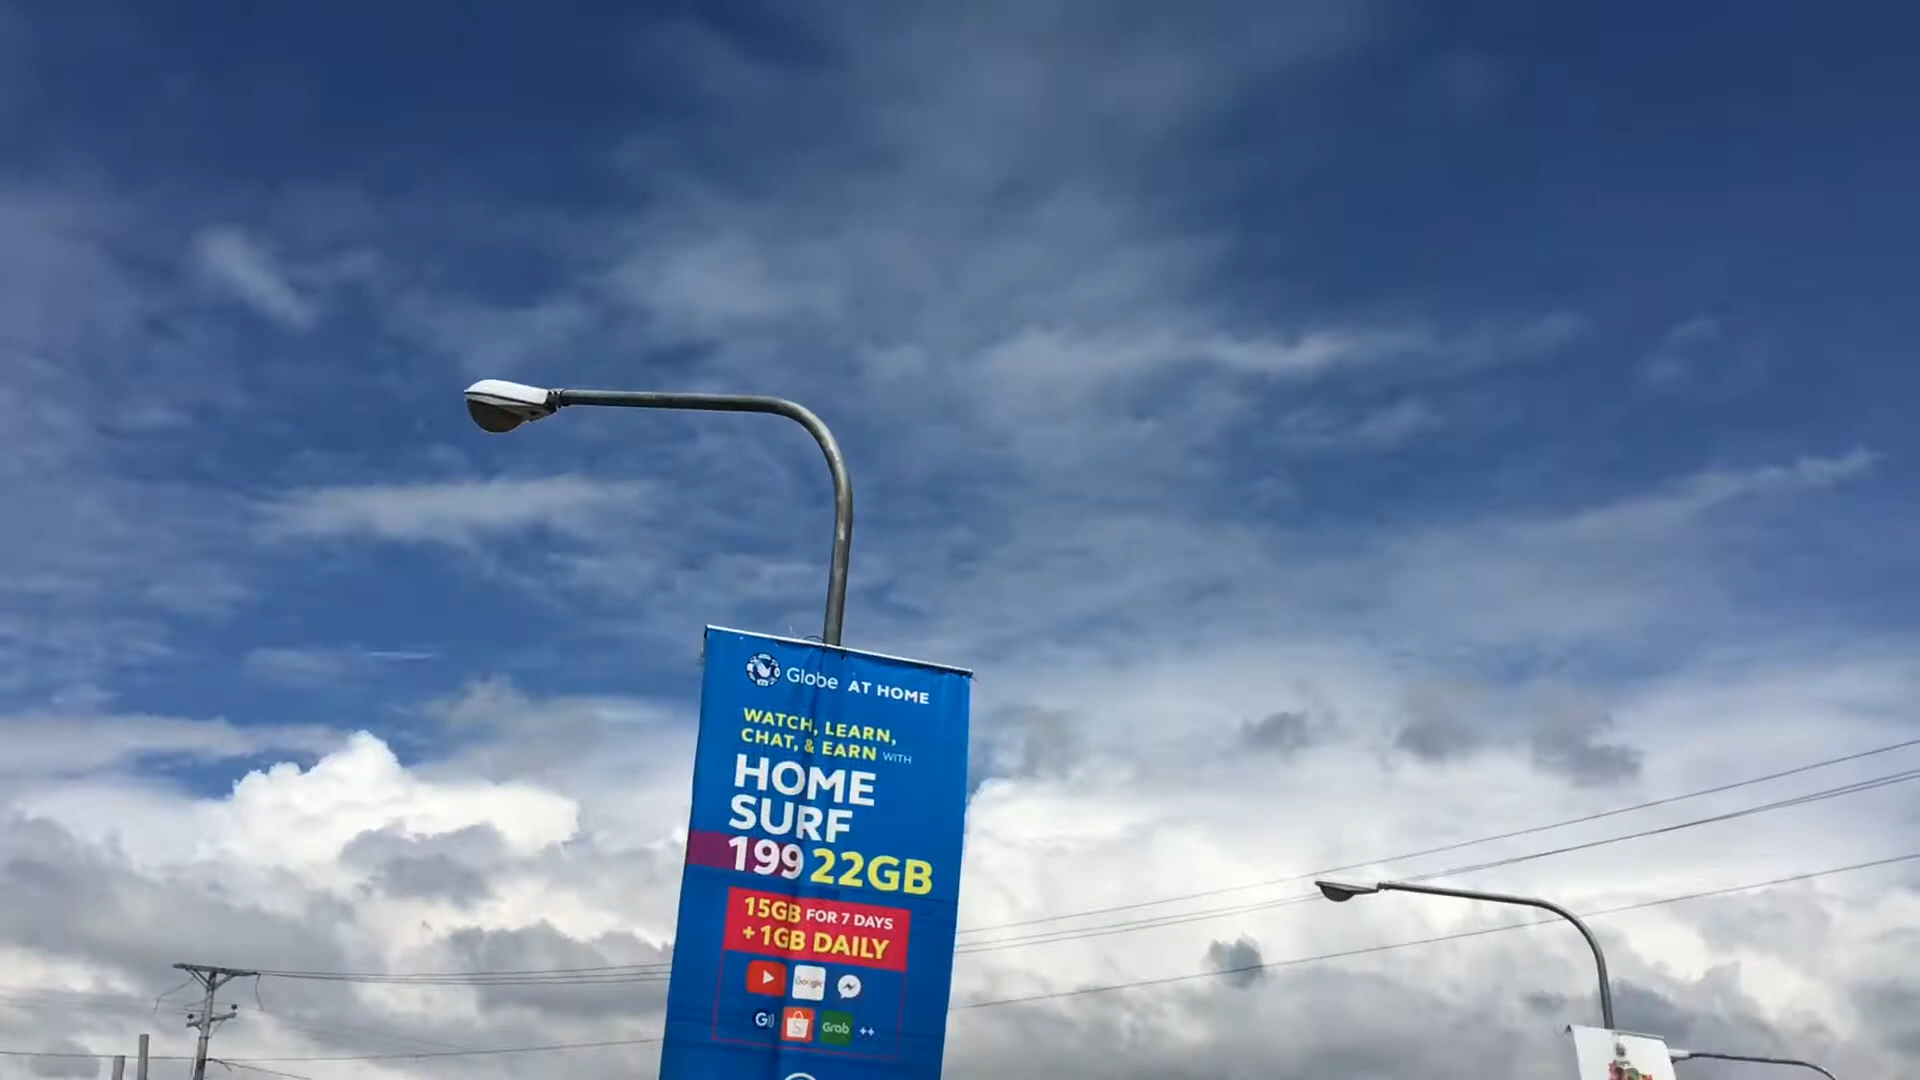 Globe AT HOME
WATCH, LEARN,
CHAT, & EARN WITH
HOME
SURF
199 22GB
15GB FOR 7 DAYS
+1GB DAILY
Google
G))
S
Grab ++